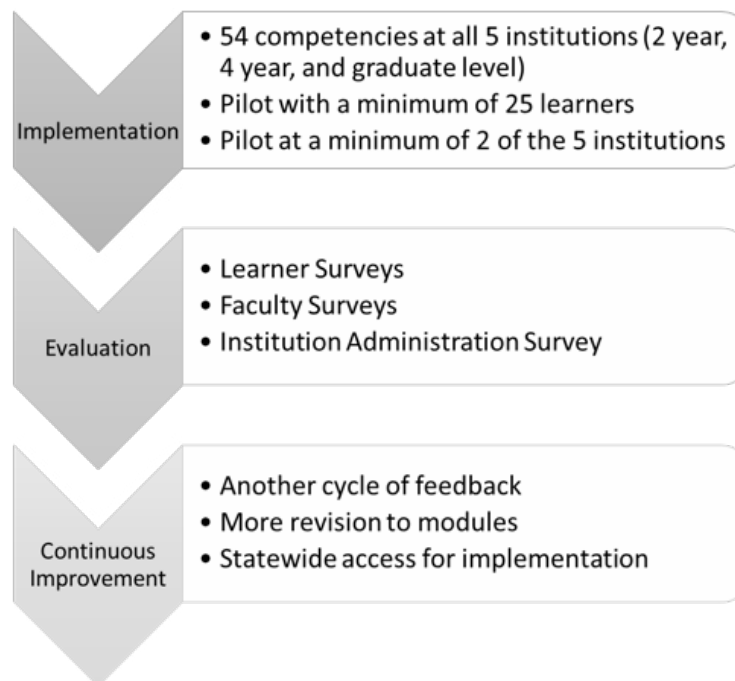 Implementation
• 54 competencies at all 5 institutions (2 year,
4 year, and graduate level)
• Pilot with a minimum of 25 learners
• Pilot at a minimum of 2 of the 5 institutions
Evaluation
• Learner Surveys
• Faculty Surveys
• Institution Administration Survey
Continuous
Improvement
• Another cycle of feedback
• More revision to modules
• Statewide access for implementation